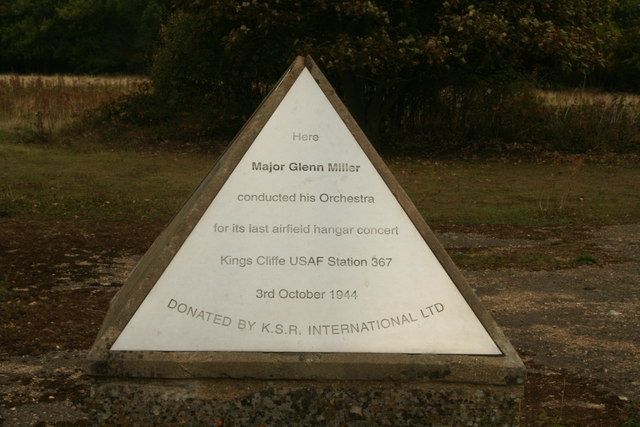 Here
Major Glenn Miller
conducted his Orchestra
for its last airfield hangar concert
Kings Cliffe USAF Station 367
3rd October 1944
DONATED BY K.S.R. INTERNATIONAL LTD